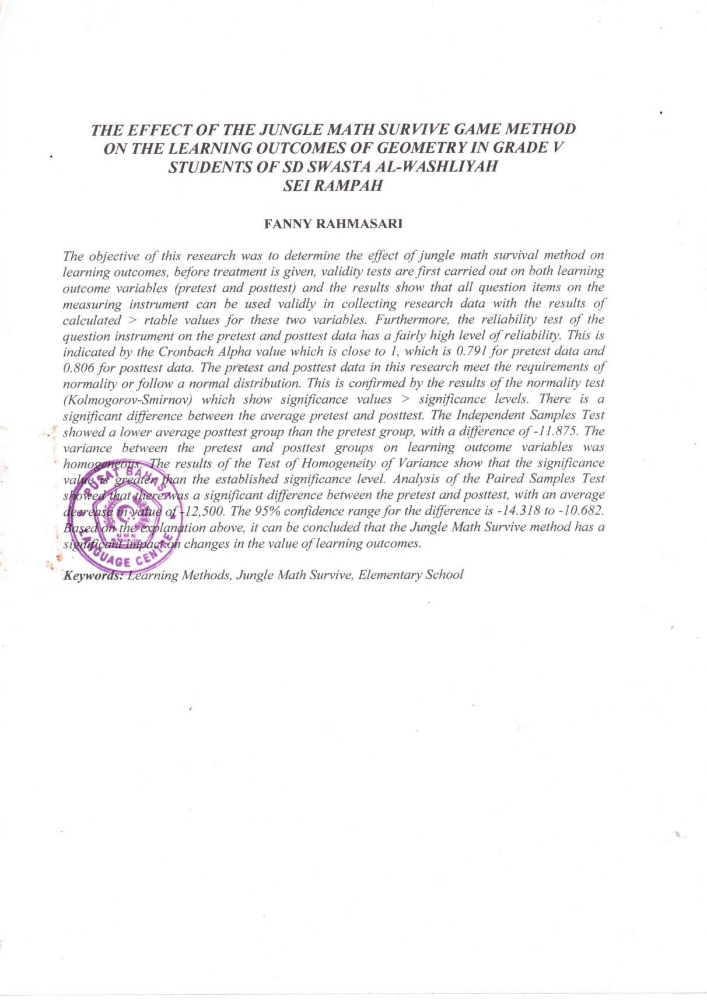 THE EFFECT OF THE JUNGLE MATH SURVIVE GAME METHOD
ON THE LEARNING OUTCOMES OF GEOMETRY IN GRADE V
STUDENTS OF SD SWASTA AL-WASHLIYAH
SEI RAMPAH
FANNY RAHMASARI
The objective of this research was to determine the effect of jungle math survival method on
learning outcomes, before treatment is given, validity tests are first carried out on both learning
outcome variables (pretest and posttest) and the results show that all question items on the
measuring instrument can be used validly in collecting research data with the results of
calculated > rtable values for these two variables. Furthermore, the reliability test of the
question instrument on the pretest and posttest data has a fairly high level of reliability. This is
indicated by the Cronbach Alpha value which is close to 1, which is 0.791 for pretest data and
0.806 for posttest data. The pretest and posttest data in this research meet the requirements of
normality or follow a normal distribution. This is confirmed by the results of the normality test
(Kolmogorov-Smirnov) which show significance values > significance levels. There is a
significant difference between the average pretest and posttest. The Independent Samples Test
showed a lower average posttest group than the pretest group, with a difference of -11.875. The
variance between the pretest and posttest groups on learning outcome variables was
homogeneous. The results of the Test of Homogeneity of Variance show that the significance
value is greater than the established significance level. Analysis of the Paired Samples Test
showed that there was a significant difference between the pretest and posttest, with an average
decrease in value of -12,500. The 95% confidence range for the difference is -14.318 to -10.682.
Based on the explanation above, it can be concluded that the Jungle Math Survive method has a
significant impact on changes in the value of learning outcomes.
Keywords: Learning Methods, Jungle Math Survive, Elementary School
PUSAT BAHASA
UMN
LANGUAGE CENTRE